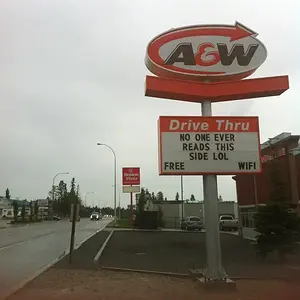 A&W
Drive Thru
NO ONE EVER
READS THIS
SIDE LOL
FREE WIFI